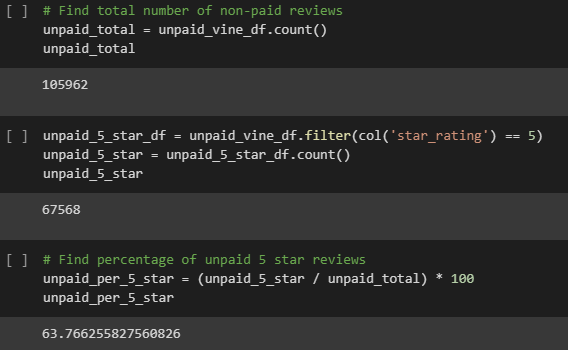 [ ] # Find total number of non-paid reviews
unpaid_total = unpaid_vine_df.count()
unpaid_total
105962
[ ] unpaid_5_star_df = unpaid_vine_df.filter(col('star_rating') == 5)
unpaid_5_star = unpaid_5_star_df.count()
unpaid_5_star
67568
[ ] # Find percentage of unpaid 5 star reviews
unpaid_per_5_star = (unpaid_5_star / unpaid_total) * 100
unpaid_per_5_star
63.766255827560826